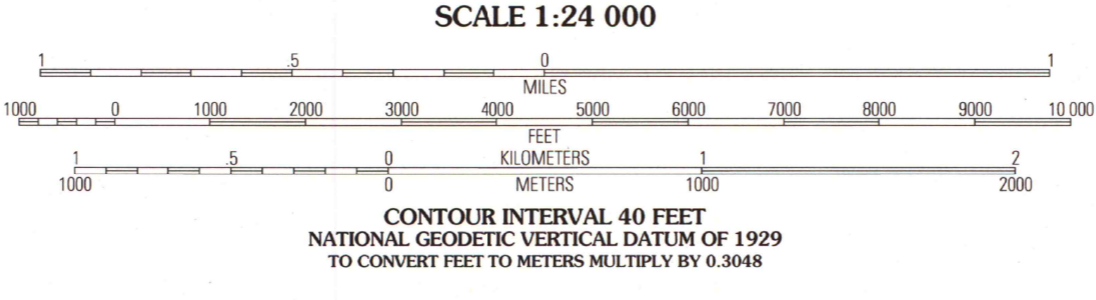 SCALE 1:24 000
1 .5 0 1
MILES
1000 0 1000 2000 3000 4000 5000 6000 7000 8000 9000 10 000
FEET
1 .5 0 KILOMETERS 1 2
1000 0 METERS 1000 2000
CONTOUR INTERVAL 40 FEET
NATIONAL GEODETIC VERTICAL DATUM OF 1929
TO CONVERT FEET TO METERS MULTIPLY BY 0.3048